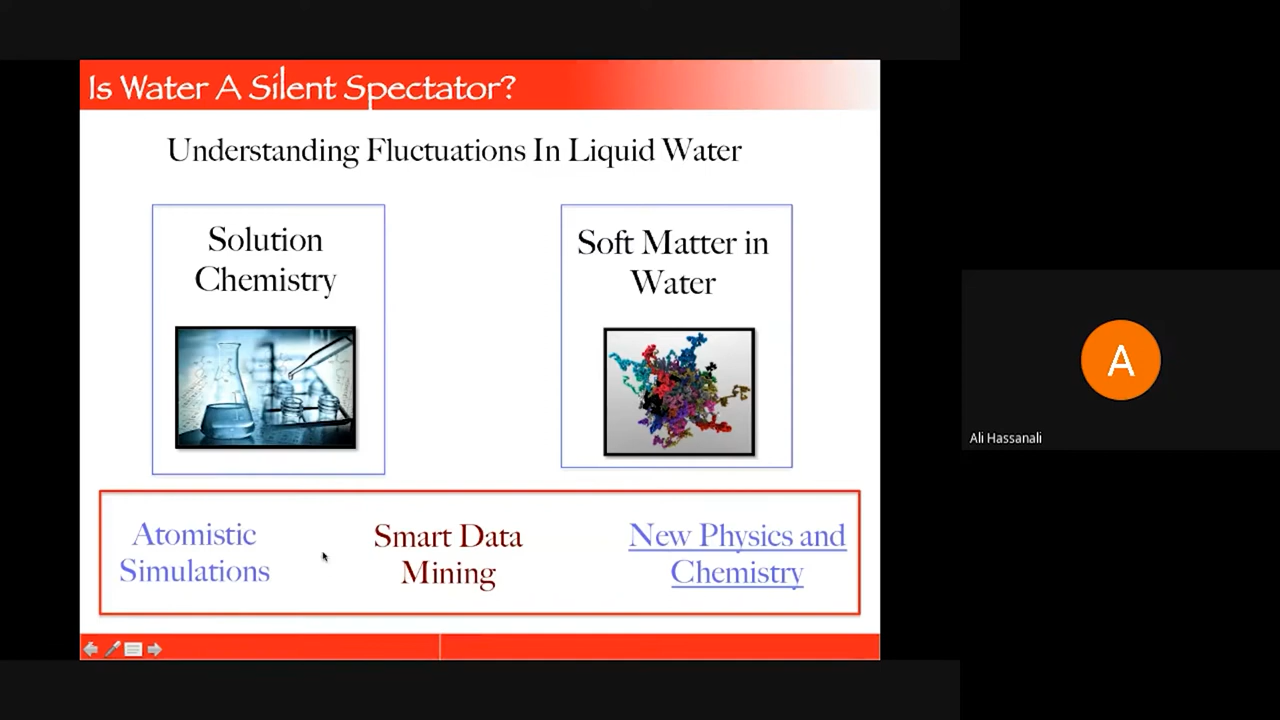 Is Water A Silent Spectator?
Understanding Fluctuations In Liquid Water
Solution
Chemistry
Soft Matter in
Water
Atomistic
Simulations
Smart Data
Mining
New Physics and
Chemistry
A
Ali Hassanali